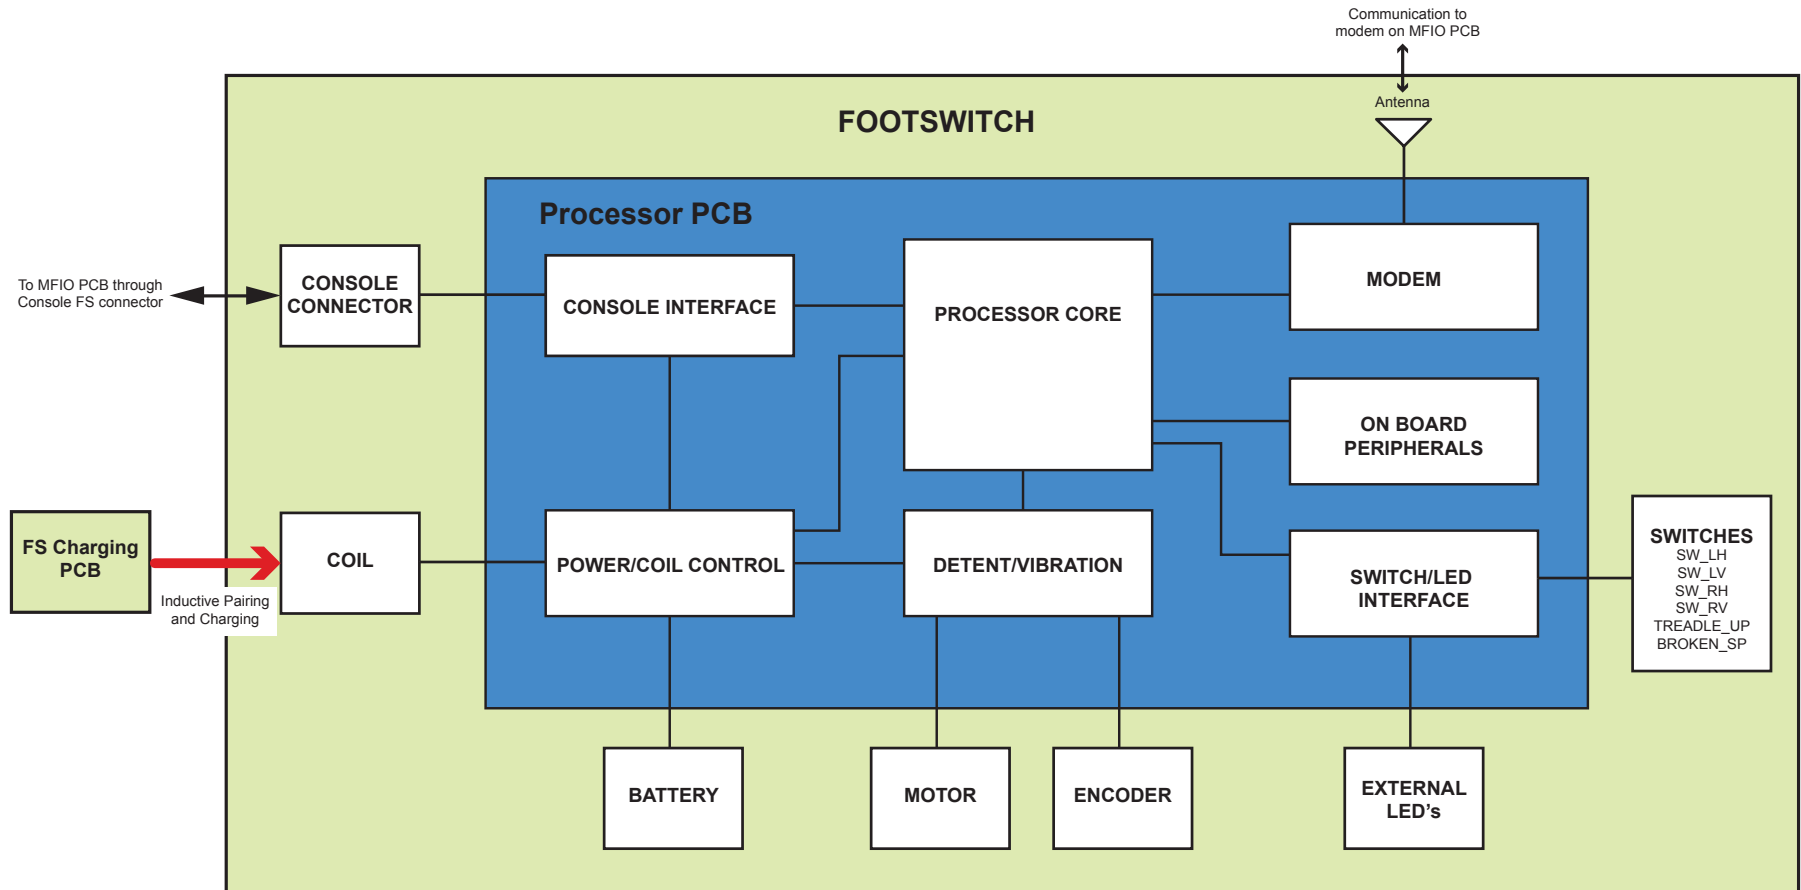 Communication to
modem on MFIO PCB
Antenna
FOOTSWITCH
Processor PCB
To MFIO PCB through
Console FS connector
CONSOLE
CONNECTOR
CONSOLE INTERFACE
PROCESSOR CORE
MODEM
ON BOARD
PERIPHERALS
FS Charging
PCB
Inductive Pairing
and Charging
COIL
POWER/COIL CONTROL
DETENT/VIBRATION
SWITCH/LED
INTERFACE
SWITCHES
SW_LH
SW_LV
SW_RH
SW_RV
TREADLE_UP
BROKEN_SP
BATTERY
MOTOR
ENCODER
EXTERNAL
LED’s